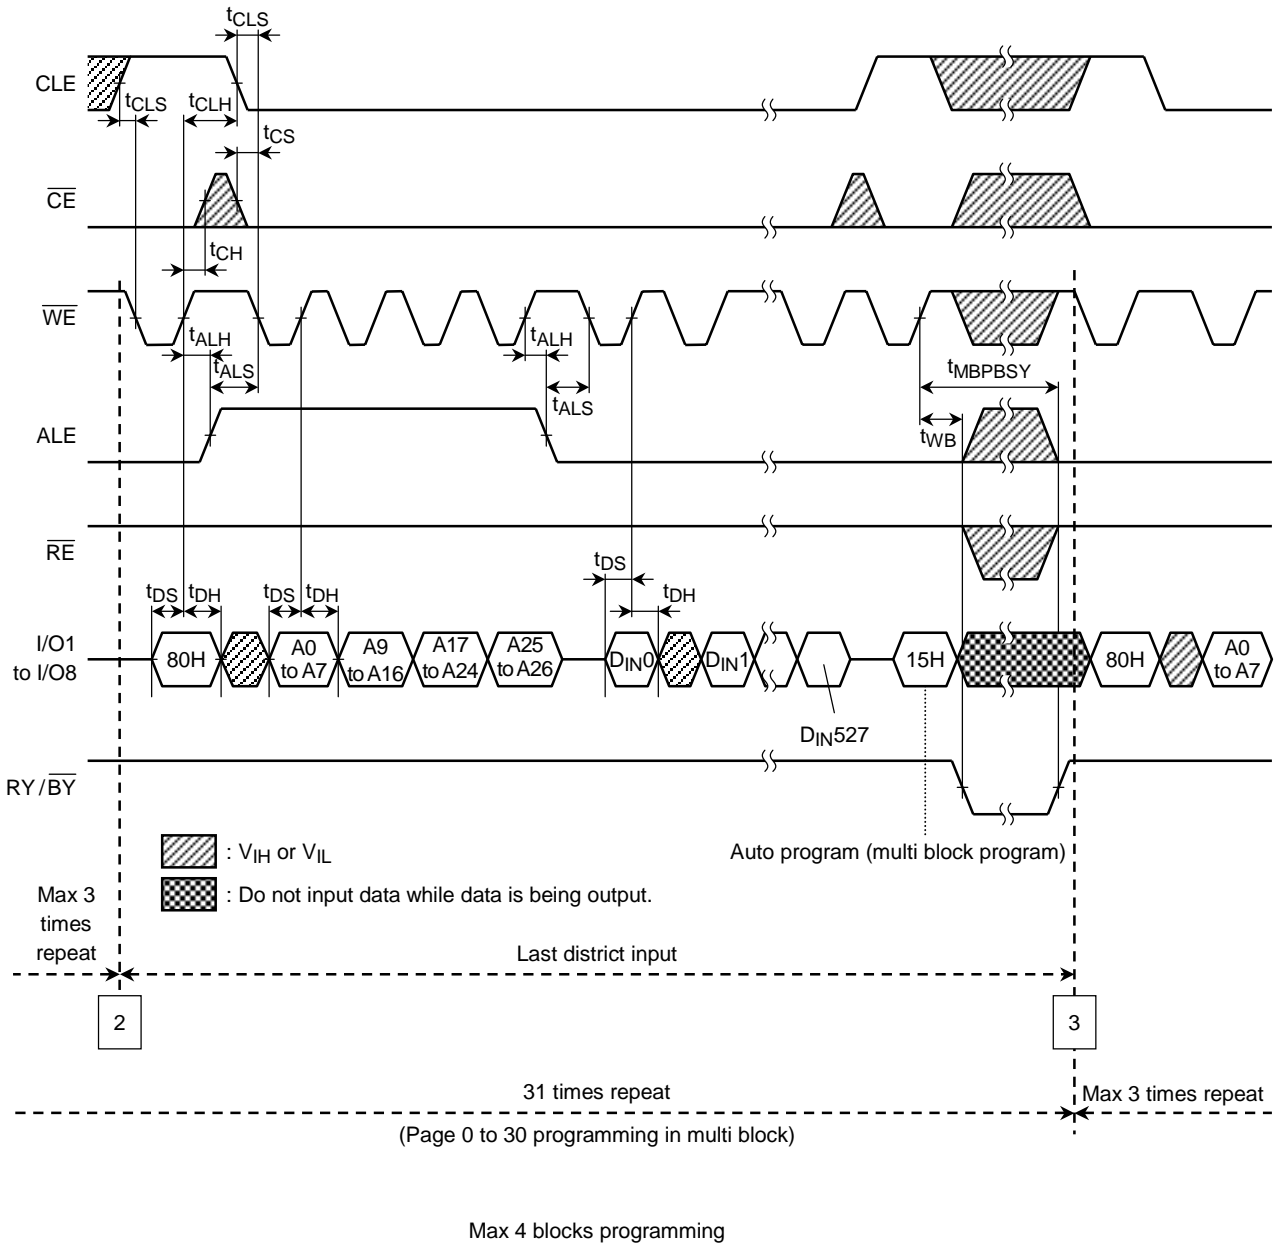 tCLS
CLE
tCLS
tCLH
tCS
CE
tCH
WE
tALH
tALS
tALH
tALS
tMBPBSY
ALE
tWB
RE
tDS
tDH
tDS
tDH
tDS
tDH
I/O1
to I/O8
80H
A0
to A7
A9
to A16
A17
to A24
A25
to A26
DIN0
DIN1
15H
80H
A0
to A7
DIN527
RY/BY
: VIH or VIL
Auto program (multi block program)
: Do not input data while data is being output.
Max 3
times
repeat
Last district input
2
3
31 times repeat
Max 3 times repeat
(Page 0 to 30 programming in multi block)
Max 4 blocks programming